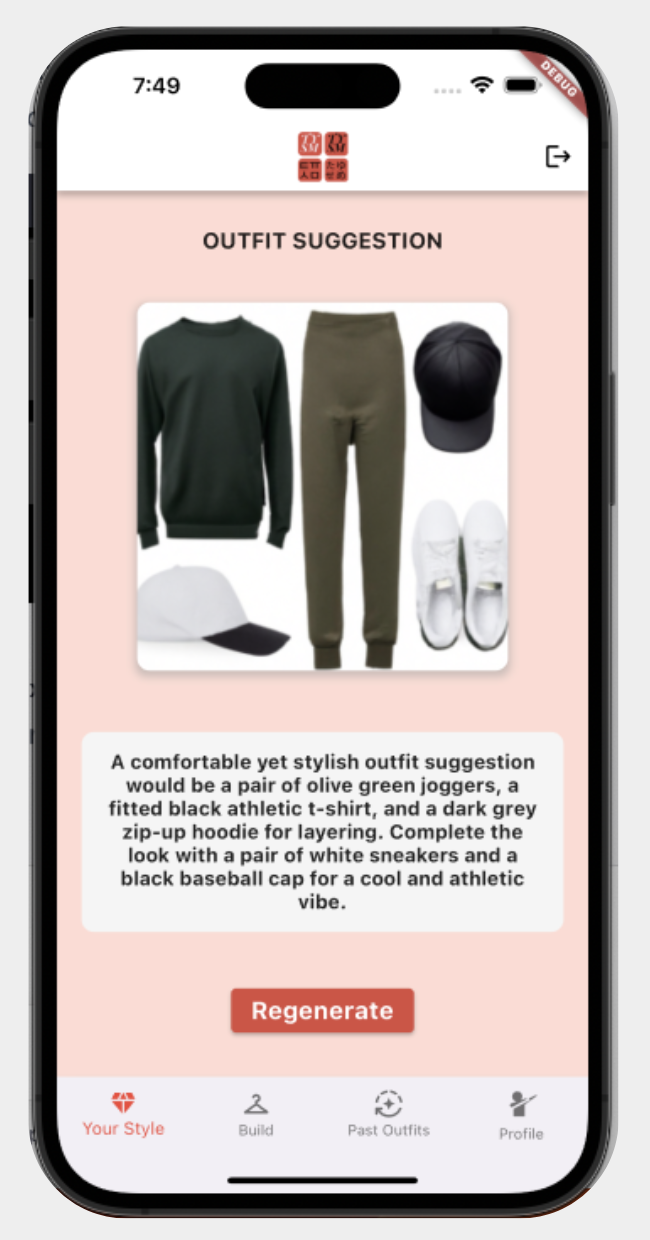 7:49
DEBUG
OUTFIT SUGGESTION
A comfortable yet stylish outfit suggestion
would be a pair of olive green joggers, a
fitted black athletic t-shirt, and a dark grey
zip-up hoodie for layering. Complete the
look with a pair of white sneakers and a
black baseball cap for a cool and athletic
vibe.
Regenerate
Your Style
Build
Past Outfits
Profile